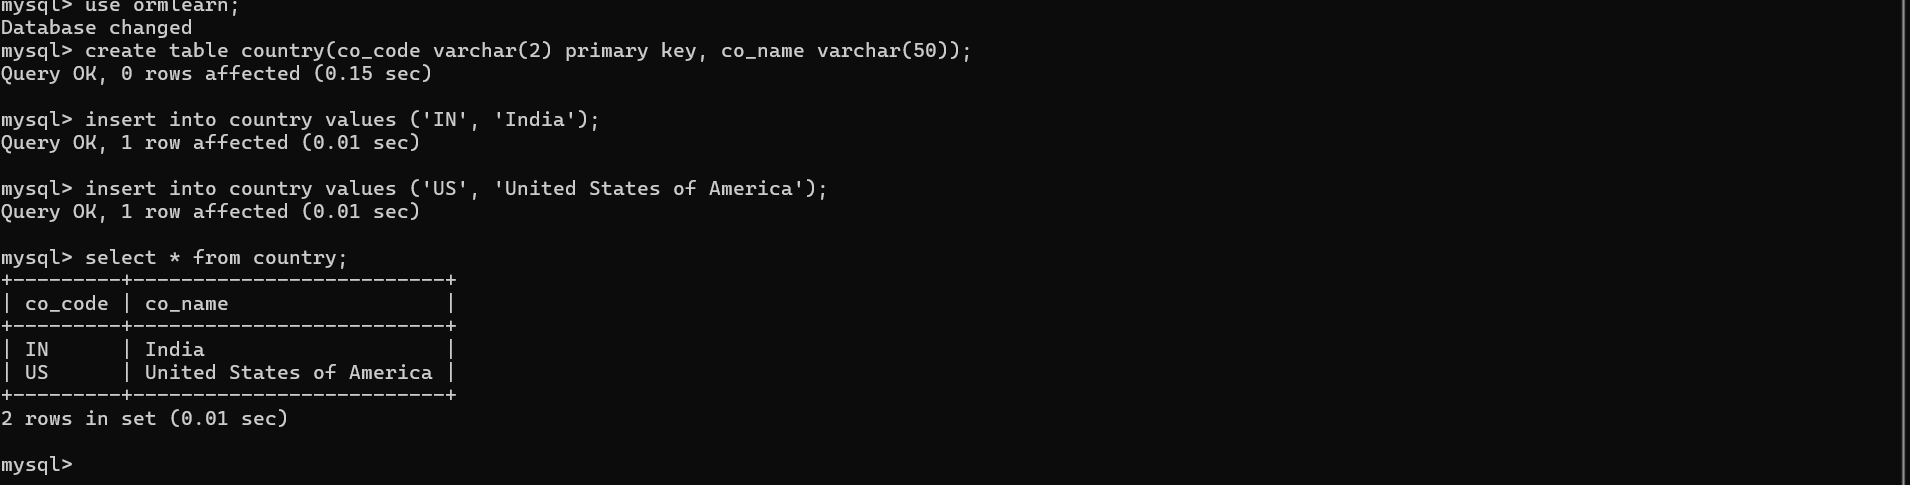 mysql> use ormlearn;
Database changed
mysql> create table country(co_code varchar(2) primary key, co_name varchar(50));
Query OK, 0 rows affected (0.15 sec)

mysql> insert into country values ('IN', 'India');
Query OK, 1 row affected (0.01 sec)

mysql> insert into country values ('US', 'United States of America');
Query OK, 1 row affected (0.01 sec)

mysql> select * from country;
+---------+--------------------------+
| co_code | co_name                  |
+---------+--------------------------+
| IN      | India                    |
| US      | United States of America |
+---------+--------------------------+
2 rows in set (0.01 sec)

mysql>